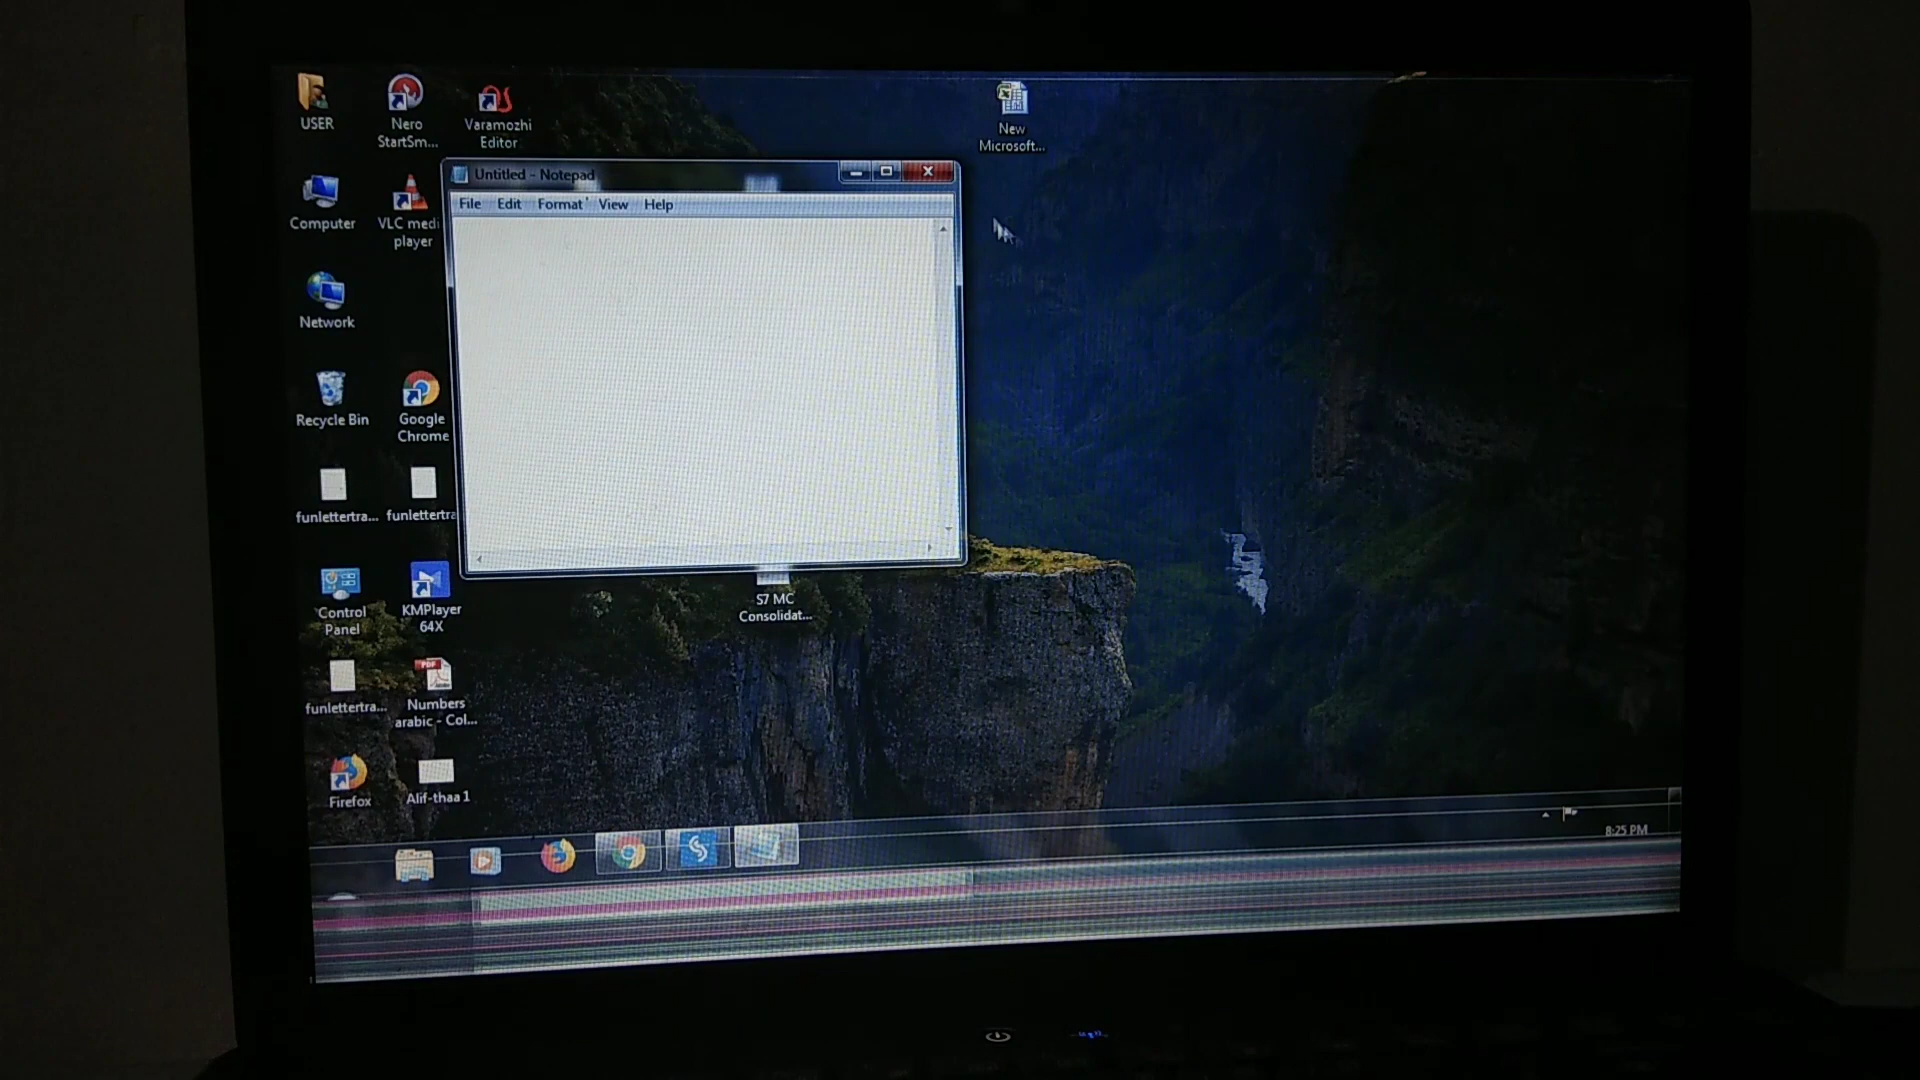 USER
Nero
StartSm...
Varamozhi
Editor
New
Microsoft...
Untitled - Notepad
File Edit Format View Help
Computer
VLC medi
player
Network
Recycle Bin
Google
Chrome
funlettertra...
funlettertra
Control
Panel
KMPlayer
64X
S7 MC
Consolidat...
funlettertra...
Numbers
arabic - Col...
Firefox
Alif-thaa 1
8:25 PM